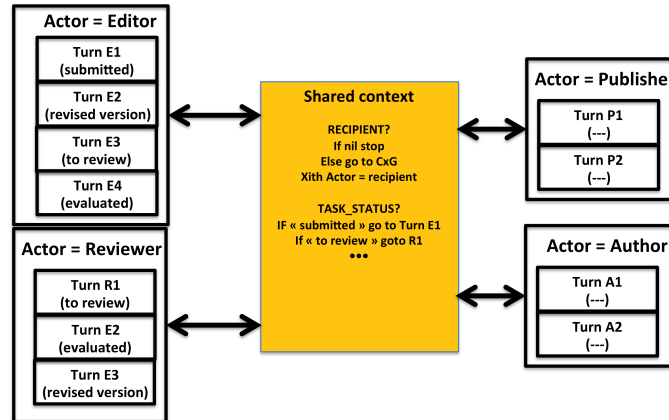 Actor = Editor
Turn E1
(submitted)
Turn E2
(revised version)
Turn E3
(to review)
Turn E4
(evaluated)
Actor = Reviewer
Turn R1
(to review)
Turn E2
(evaluated)
Turn E3
(revised version)
Shared context
RECIPIENT?
If nil stop
Else go to CxG
Xith Actor = recipient
TASK_STATUS?
IF « submitted » go to Turn E1
If « to review » goto R1
•••
Actor = Publishe
Turn P1
(---)
Turn P2
(---)
Actor = Author
Turn A1
(---)
Turn A2
(---)